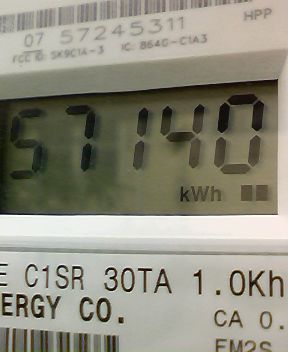 HPP
07 57245311
FCC ID: SK9C1A-3 IC: 864G-C1A3
57140
kWh
E C1SR 30TA 1.0Kh
ERGY CO. CA 0.
FM2S